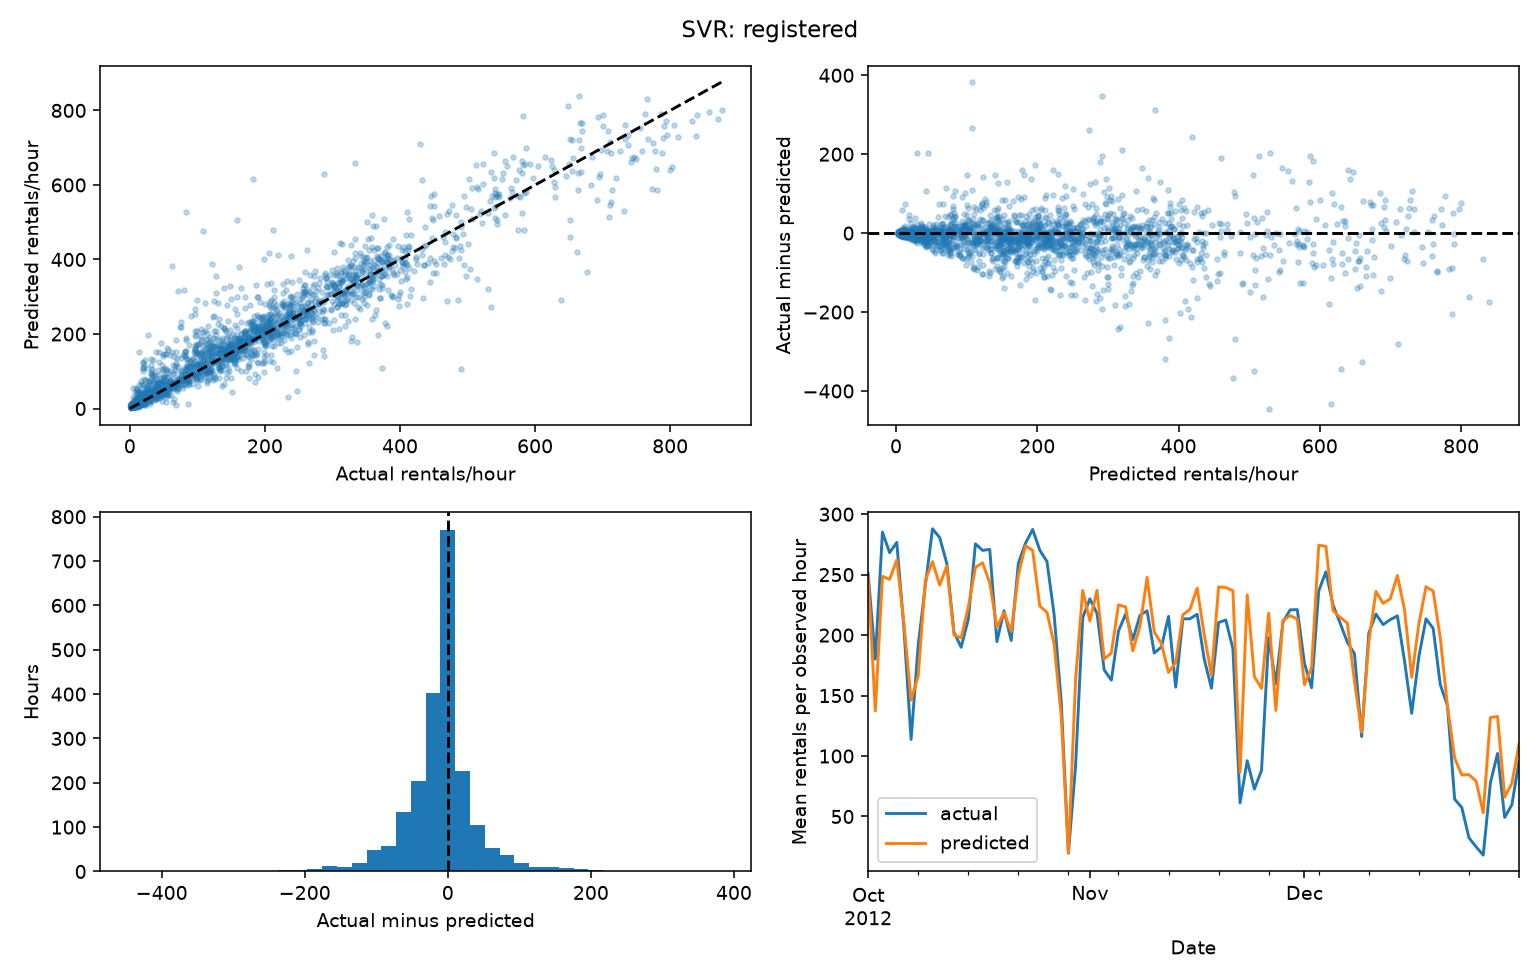 SVR: registered
800
600
400
200
0
Predicted rentals/hour
0 200 400 600 800
Actual rentals/hour
400
200
0
−200
−400
Actual minus predicted
0 200 400 600 800
Predicted rentals/hour
800
700
600
500
400
300
200
100
0
Hours
−400 −200 0 200 400
Actual minus predicted
300
250
200
150
100
50
Mean rentals per observed hour
actual
predicted
Oct Nov Dec
2012
Date